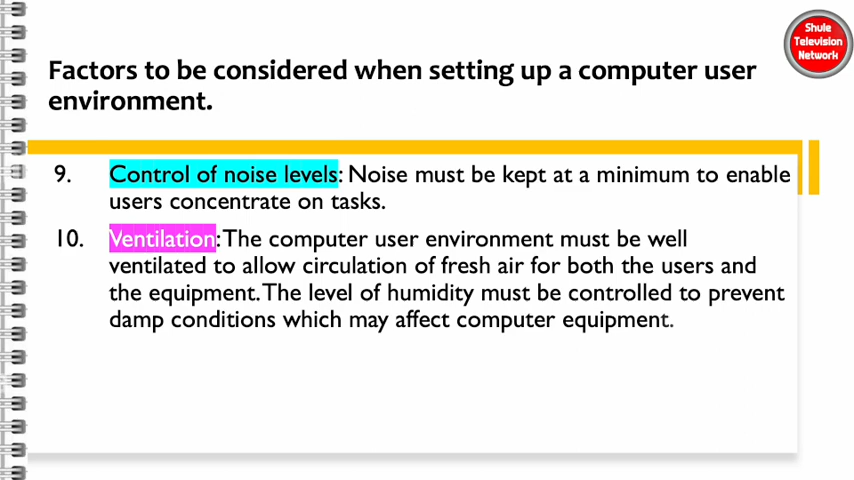 Shule
Television
Network
Factors to be considered when setting up a computer user
environment.
9. Control of noise levels: Noise must be kept at a minimum to enable
users concentrate on tasks.
10. Ventilation: The computer user environment must be well
ventilated to allow circulation of fresh air for both the users and
the equipment. The level of humidity must be controlled to prevent
damp conditions which may affect computer equipment.